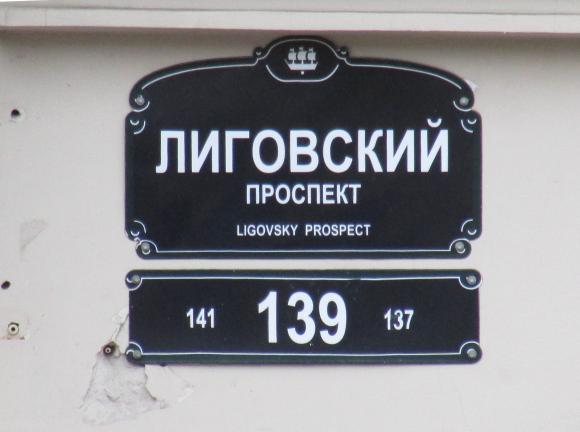 ЛИГОВСКИЙ
ПРОСПЕКТ
LIGOVSKY PROSPECT
141 139 137